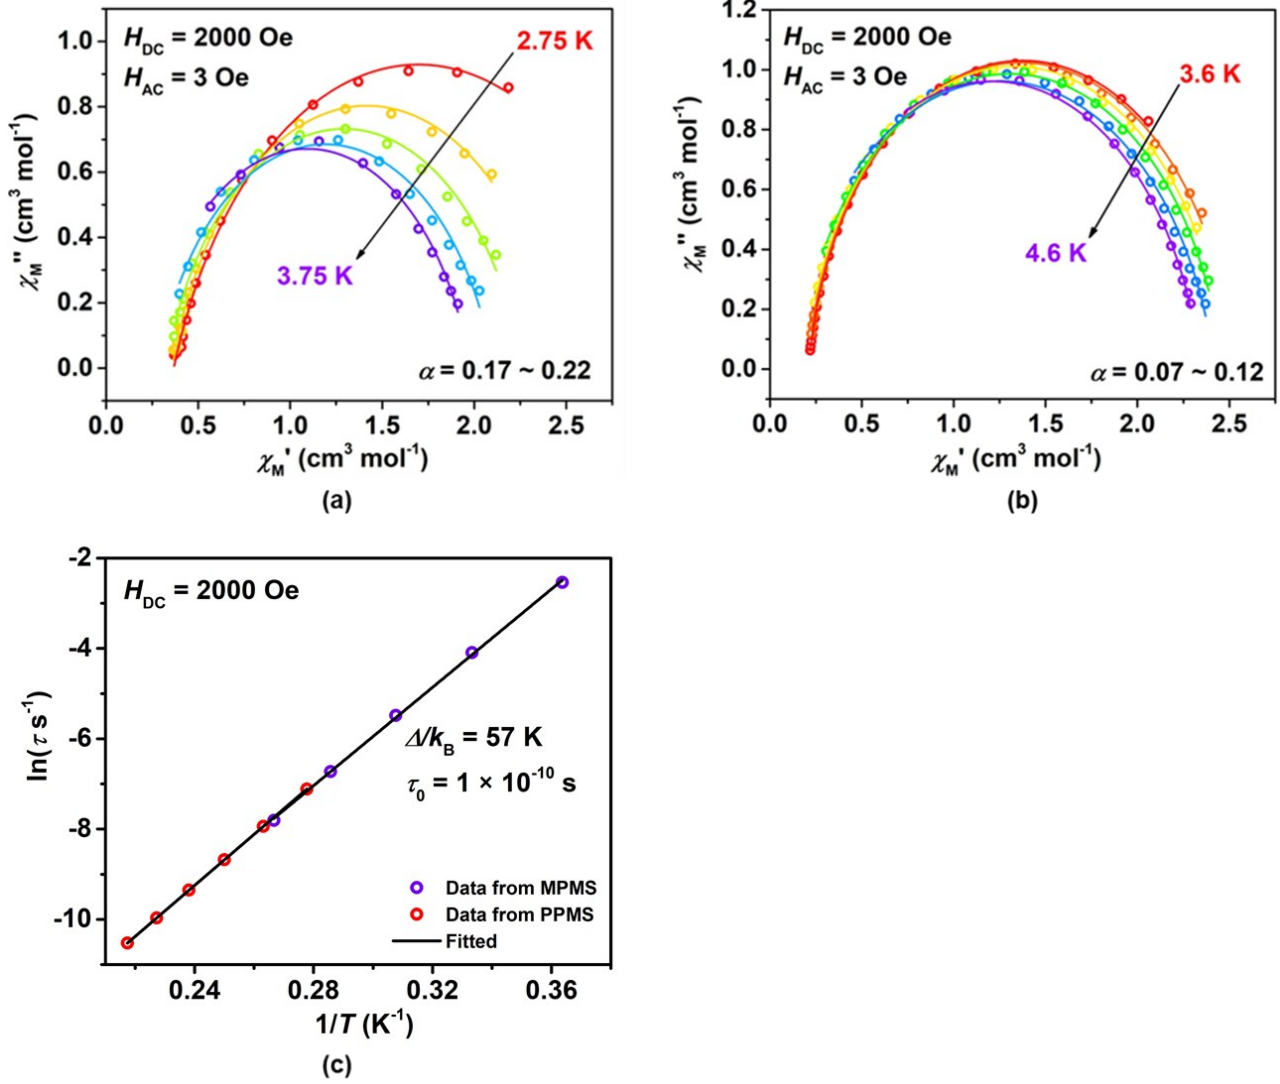 H_DC = 2000 Oe
H_AC = 3 Oe
2.75 K
3.75 K
α = 0.17 ~ 0.22
1.0
0.8
0.6
0.4
0.2
0.0
χ_M'' (cm³ mol⁻¹)
0.0 0.5 1.0 1.5 2.0 2.5
χ_M' (cm³ mol⁻¹)
(a)
H_DC = 2000 Oe
H_AC = 3 Oe
3.6 K
4.6 K
α = 0.07 ~ 0.12
1.2
1.0
0.8
0.6
0.4
0.2
0.0
χ_M'' (cm³ mol⁻¹)
0.0 0.5 1.0 1.5 2.0 2.5
χ_M' (cm³ mol⁻¹)
(b)
H_DC = 2000 Oe
-2
-4
-6
-8
-10
ln(τ s⁻¹)
Δ/k_B = 57 K
τ₀ = 1 × 10⁻¹⁰ s
Data from MPMS
Data from PPMS
Fitted
0.24 0.28 0.32 0.36
1/T (K⁻¹)
(c)